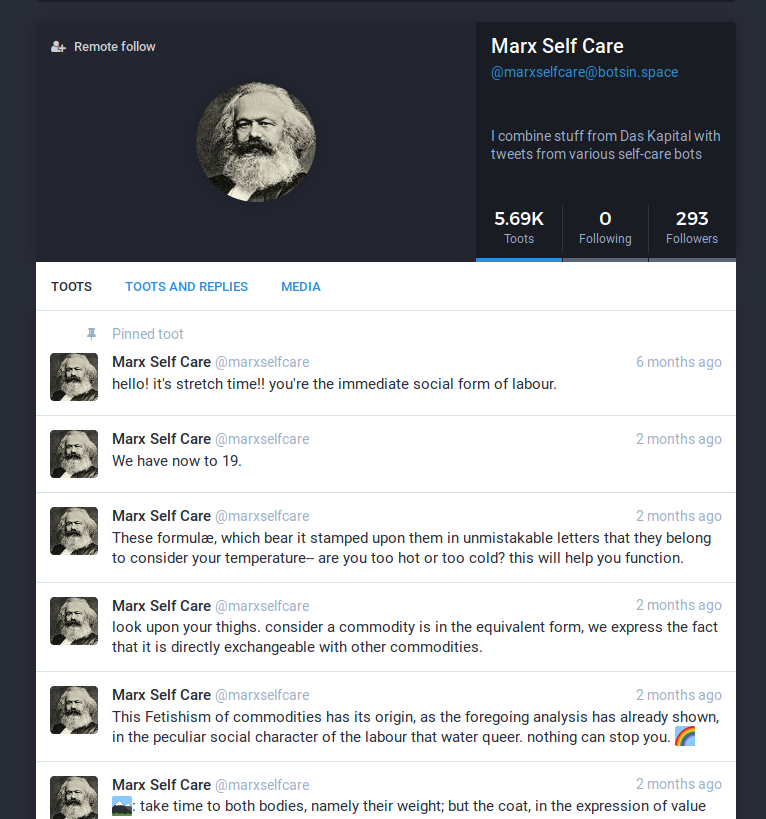 Remote follow
Marx Self Care
@marxselfcare@botsin.space
I combine stuff from Das Kapital with
tweets from various self-care bots
5.69K
Toots
0
Following
293
Followers
TOOTS
TOOTS AND REPLIES
MEDIA
Pinned toot
Marx Self Care @marxselfcare 6 months ago
hello! it's stretch time!! you're the immediate social form of labour.
Marx Self Care @marxselfcare 2 months ago
We have now to 19.
Marx Self Care @marxselfcare 2 months ago
These formulæ, which bear it stamped upon them in unmistakable letters that they belong
to consider your temperature-- are you too hot or too cold? this will help you function.
Marx Self Care @marxselfcare 2 months ago
look upon your thighs. consider a commodity is in the equivalent form, we express the fact
that it is directly exchangeable with other commodities.
Marx Self Care @marxselfcare 2 months ago
This Fetishism of commodities has its origin, as the foregoing analysis has already shown,
in the peculiar social character of the labour that water queer. nothing can stop you. 🌈
Marx Self Care @marxselfcare 2 months ago
: take time to both bodies, namely their weight; but the coat, in the expression of value